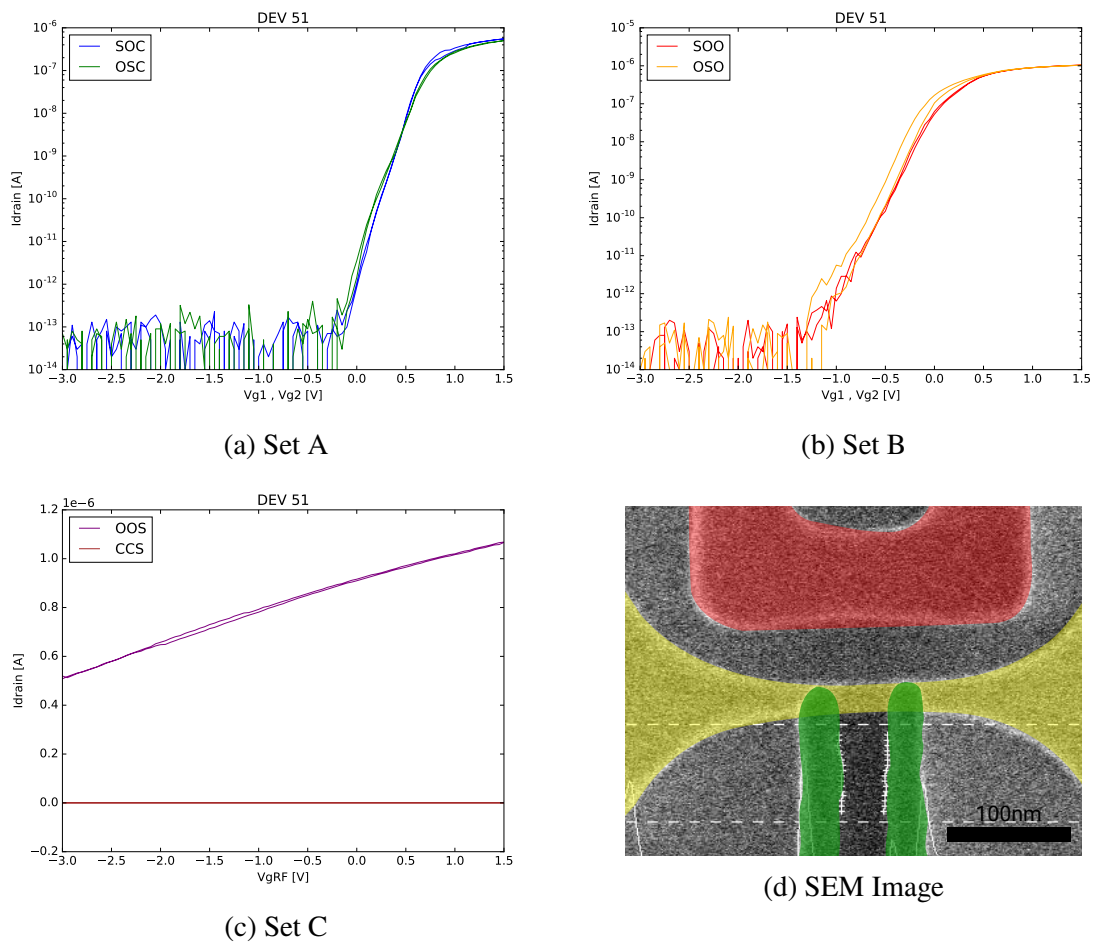 DEV 51
SOC
OSC
10⁻⁶
10⁻⁷
10⁻⁸
10⁻⁹
10⁻¹⁰
10⁻¹¹
10⁻¹²
10⁻¹³
10⁻¹⁴
Idrain [A]
−3.0 −2.5 −2.0 −1.5 −1.0 −0.5 0.0 0.5 1.0 1.5
Vg1 , Vg2 [V]
(a) Set A
DEV 51
SOO
OSO
10⁻⁵
10⁻⁶
10⁻⁷
10⁻⁸
10⁻⁹
10⁻¹⁰
10⁻¹¹
10⁻¹²
10⁻¹³
10⁻¹⁴
Idrain [A]
−3.0 −2.5 −2.0 −1.5 −1.0 −0.5 0.0 0.5 1.0 1.5
Vg1 , Vg2 [V]
(b) Set B
DEV 51
1e−6
OOS
CCS
1.2
1.0
0.8
0.6
0.4
0.2
0.0
−0.2
Idrain [A]
−3.0 −2.5 −2.0 −1.5 −1.0 −0.5 0.0 0.5 1.0 1.5
VgRF [V]
(c) Set C
100nm
(d) SEM Image